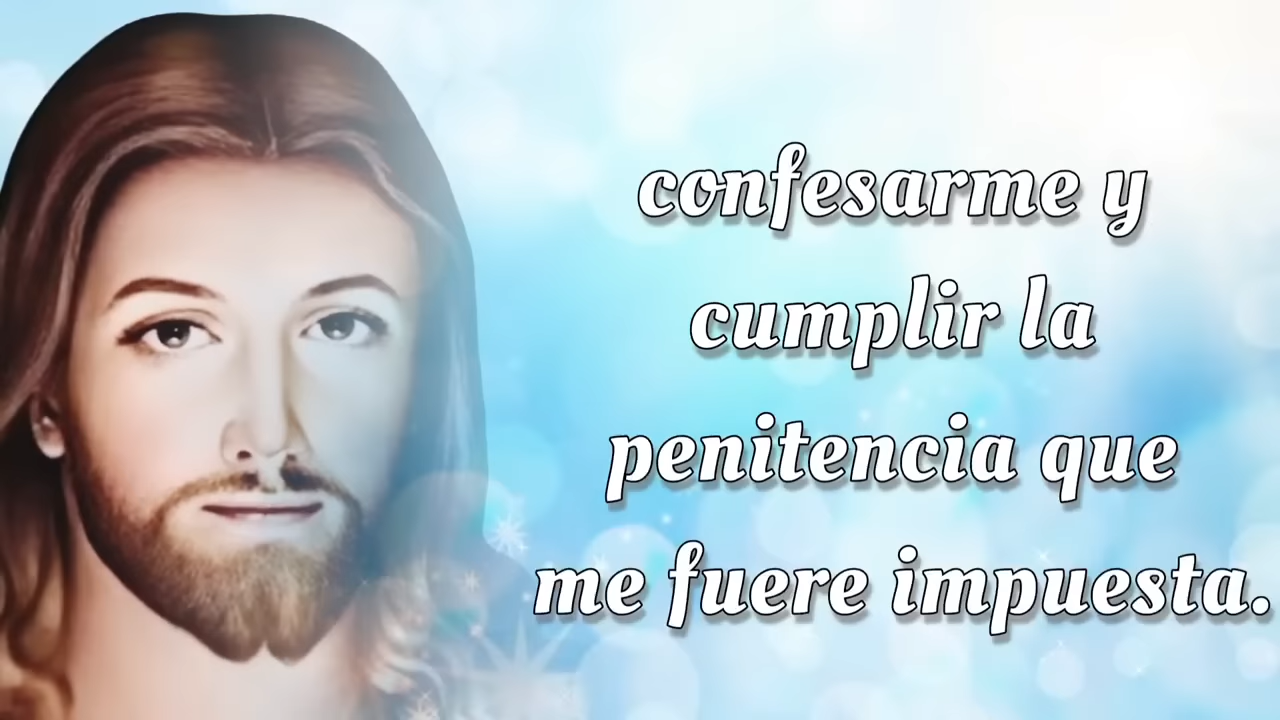 confesarme y
cumplir la
penitencia que
me fuere impuesta.